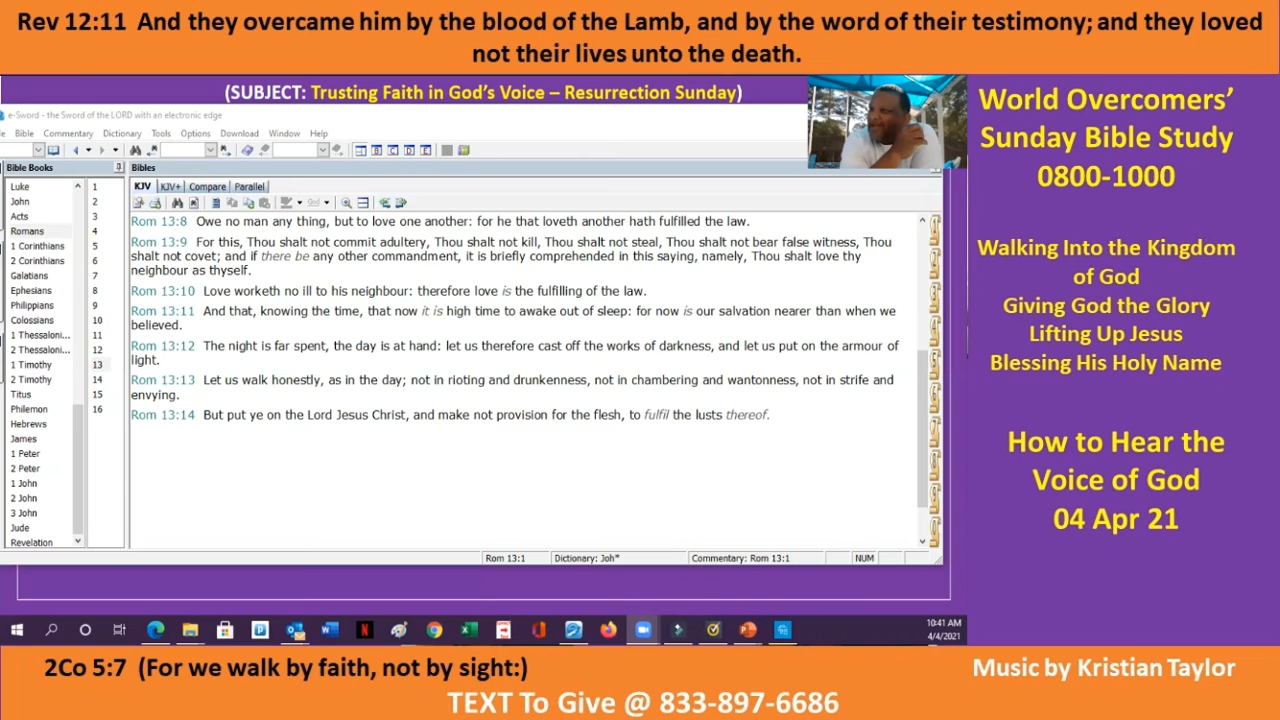 Rev 12:11 And they overcame him by the blood of the Lamb, and by the word of their testimony; and they loved
not their lives unto the death.
(SUBJECT: Trusting Faith in God's Voice – Resurrection Sunday)
e-Sword - the Sword of the LORD with an electronic edge
Bible Commentary Dictionary Tools Options Download Window Help
Bible Books
Bibles
KJV KJV+ Compare Parallel
Luke
John
Acts
Romans
1 Corinthians
2 Corinthians
Galatians
Ephesians
Philippians
Colossians
1 Thessaloni...
2 Thessaloni...
1 Timothy
2 Timothy
Titus
Philemon
Hebrews
James
1 Peter
2 Peter
1 John
2 John
3 John
Jude
Revelation
1
2
3
4
5
6
7
8
9
10
11
12
13
14
15
16
Rom 13:8 Owe no man any thing, but to love one another: for he that loveth another hath fulfilled the law.
Rom 13:9 For this, Thou shalt not commit adultery, Thou shalt not kill, Thou shalt not steal, Thou shalt not bear false witness, Thou
shalt not covet; and if there be any other commandment, it is briefly comprehended in this saying, namely, Thou shalt love thy
neighbour as thyself.
Rom 13:10 Love worketh no ill to his neighbour: therefore love is the fulfilling of the law.
Rom 13:11 And that, knowing the time, that now it is high time to awake out of sleep: for now is our salvation nearer than when we
believed.
Rom 13:12 The night is far spent, the day is at hand: let us therefore cast off the works of darkness, and let us put on the armour of
light.
Rom 13:13 Let us walk honestly, as in the day; not in rioting and drunkenness, not in chambering and wantonness, not in strife and
envying.
Rom 13:14 But put ye on the Lord Jesus Christ, and make not provision for the flesh, to fulfil the lusts thereof.
Rom 13:1 Dictionary: Joh* Commentary: Rom 13:1 NUM
10:41 AM
4/4/2021
World Overcomers'
Sunday Bible Study
0800-1000
Walking Into the Kingdom
of God
Giving God the Glory
Lifting Up Jesus
Blessing His Holy Name
How to Hear the
Voice of God
04 Apr 21
2Co 5:7 (For we walk by faith, not by sight:)
Music by Kristian Taylor
TEXT To Give @ 833-897-6686